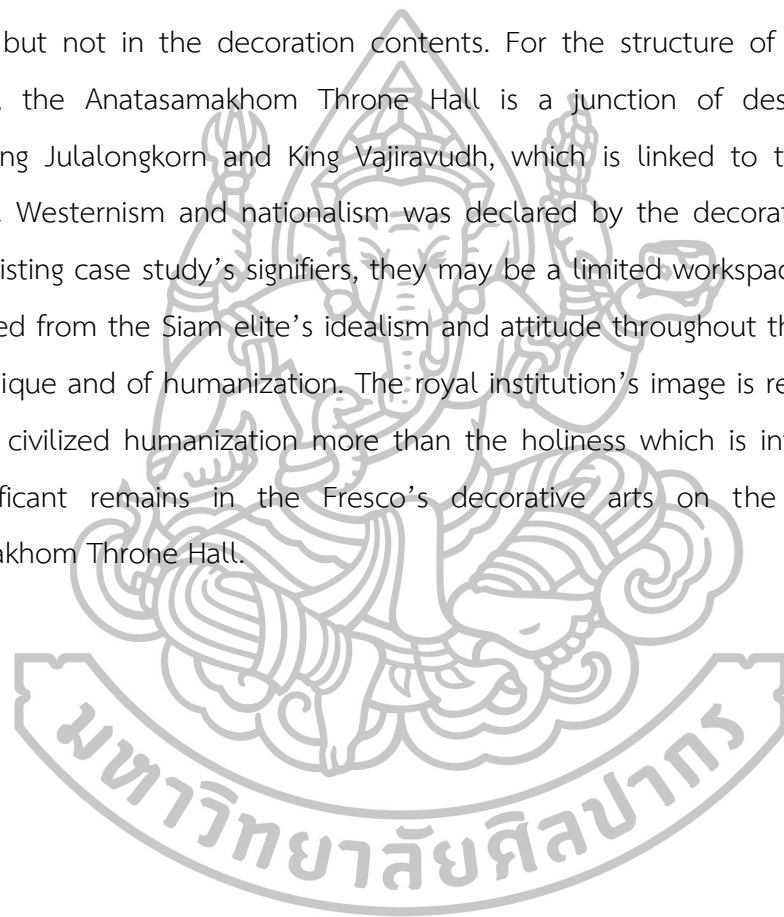 but not in the decoration contents. For the structure of
, the Anatasamakhom Throne Hall is a junction of des
ng Julalongkorn and King Vajiravudh, which is linked to t
. Westernism and nationalism was declared by the decorat
isting case study’s signifiers, they may be a limited workspac
ed from the Siam elite’s idealism and attitude throughout th
ique and of humanization. The royal institution’s image is re
civilized humanization more than the holiness which is in
ficant remains in the Fresco’s decorative arts on the
akhom Throne Hall.
มหาวิทยาลัยศิลปากร